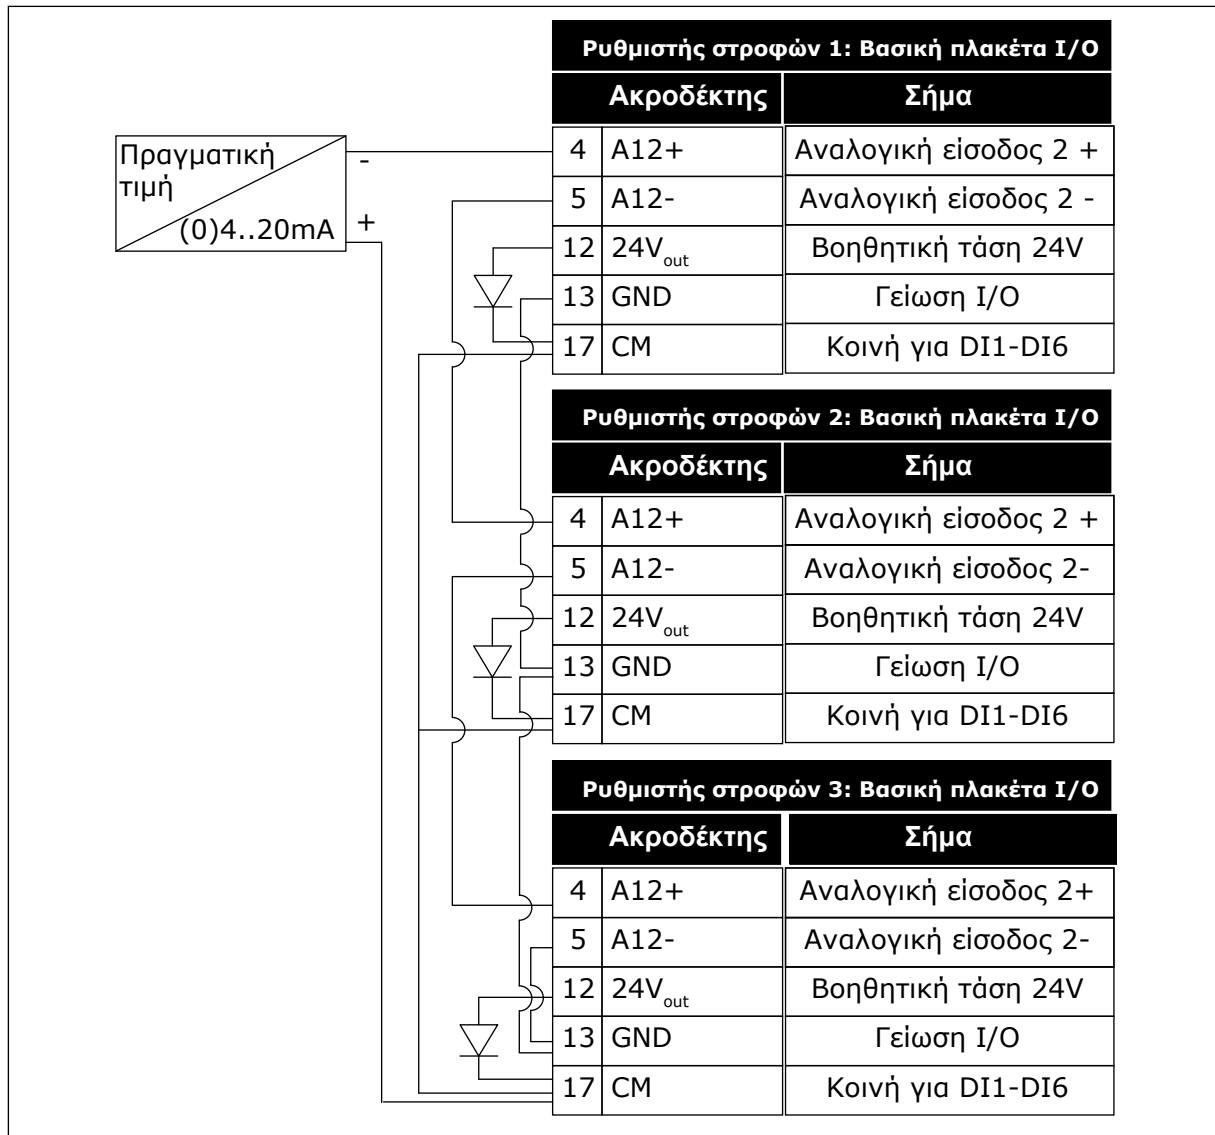 Ρυθμιστής στροφών 1: Βασική πλακέτα I/O
Ακροδέκτης Σήμα
Πραγματική
τιμή
(0)4..20mA
-
+
4 A12+ Αναλογική είσοδος 2 +
5 A12- Αναλογική είσοδος 2 -
12 24Vout Βοηθητική τάση 24V
13 GND Γείωση I/O
17 CM Κοινή για DI1-DI6
Ρυθμιστής στροφών 2: Βασική πλακέτα I/O
Ακροδέκτης Σήμα
4 A12+ Αναλογική είσοδος 2 +
5 A12- Αναλογική είσοδος 2-
12 24Vout Βοηθητική τάση 24V
13 GND Γείωση I/O
17 CM Κοινή για DI1-DI6
Ρυθμιστής στροφών 3: Βασική πλακέτα I/O
Ακροδέκτης Σήμα
4 A12+ Αναλογική είσοδος 2+
5 A12- Αναλογική είσοδος 2-
12 24Vout Βοηθητική τάση 24V
13 GND Γείωση I/O
17 CM Κοινή για DI1-DI6